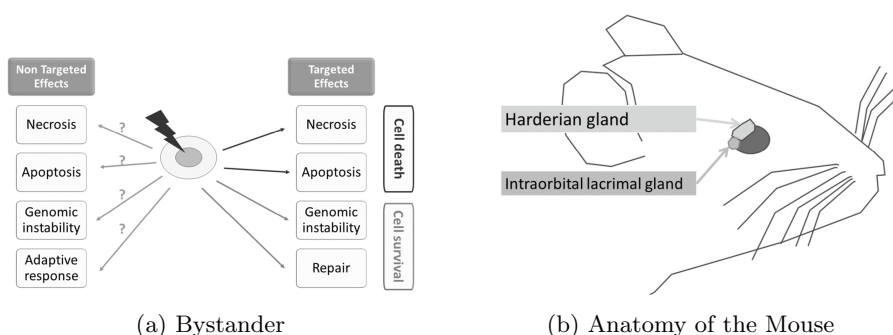 Non Targeted
Effects
Targeted
Effects
Necrosis
?
Necrosis
Apoptosis
?
Apoptosis
Cell death
Genomic
instability
?
Genomic
instability
Adaptive
response
?
Repair
Cell survival
(a) Bystander
Harderian gland
Intraorbital lacrimal gland
(b) Anatomy of the Mouse